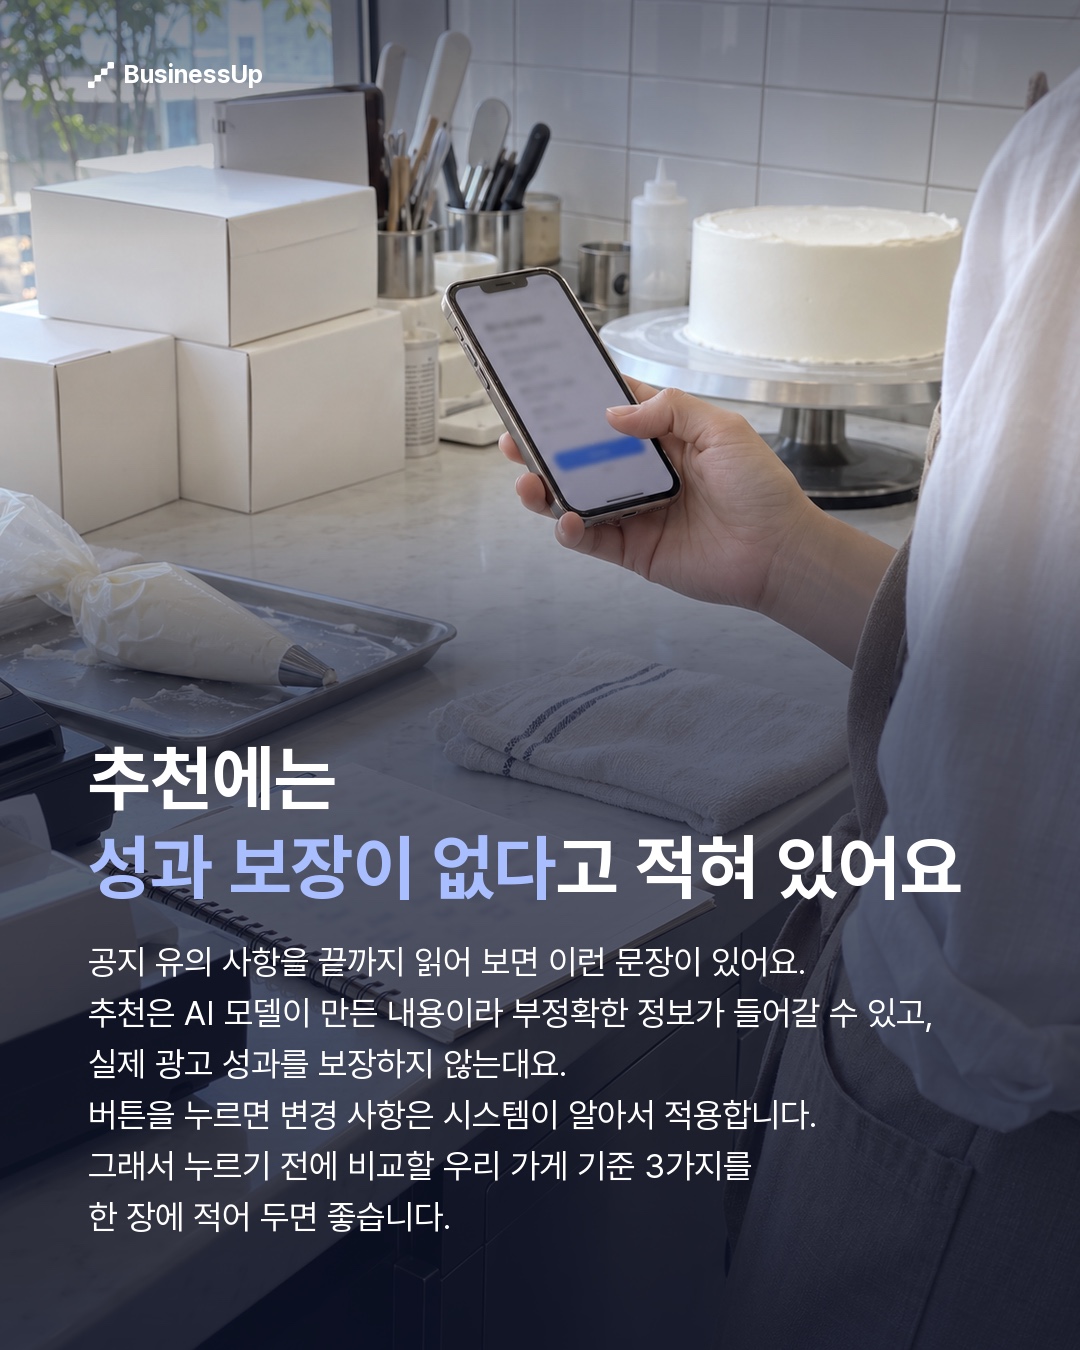 BusinessUp
추천에는
성과 보장이 없다고 적혀 있어요
공지 유의 사항을 끝까지 읽어 보면 이런 문장이 있어요.
추천은 AI 모델이 만든 내용이라 부정확한 정보가 들어갈 수 있고,
실제 광고 성과를 보장하지 않는대요.
버튼을 누르면 변경 사항은 시스템이 알아서 적용합니다.
그래서 누르기 전에 비교할 우리 가게 기준 3가지를
한 장에 적어 두면 좋습니다.